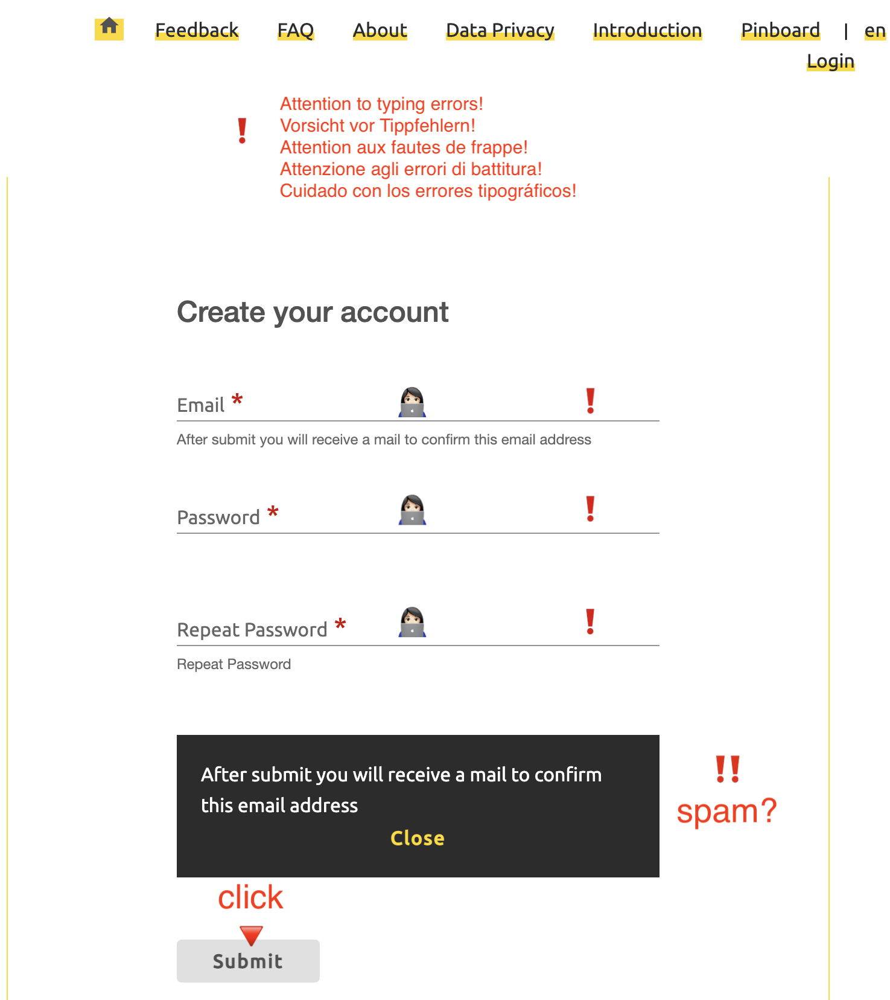 Feedback FAQ About Data Privacy Introduction Pinboard | en
Login
Attention to typing errors!
Vorsicht vor Tippfehlern!
Attention aux fautes de frappe!
Attenzione agli errori di battitura!
Cuidado con los errores tipográficos!
Create your account
Email *
After submit you will receive a mail to confirm this email address
Password *
Repeat Password *
Repeat Password
After submit you will receive a mail to confirm
this email address
Close
spam?
click
Submit